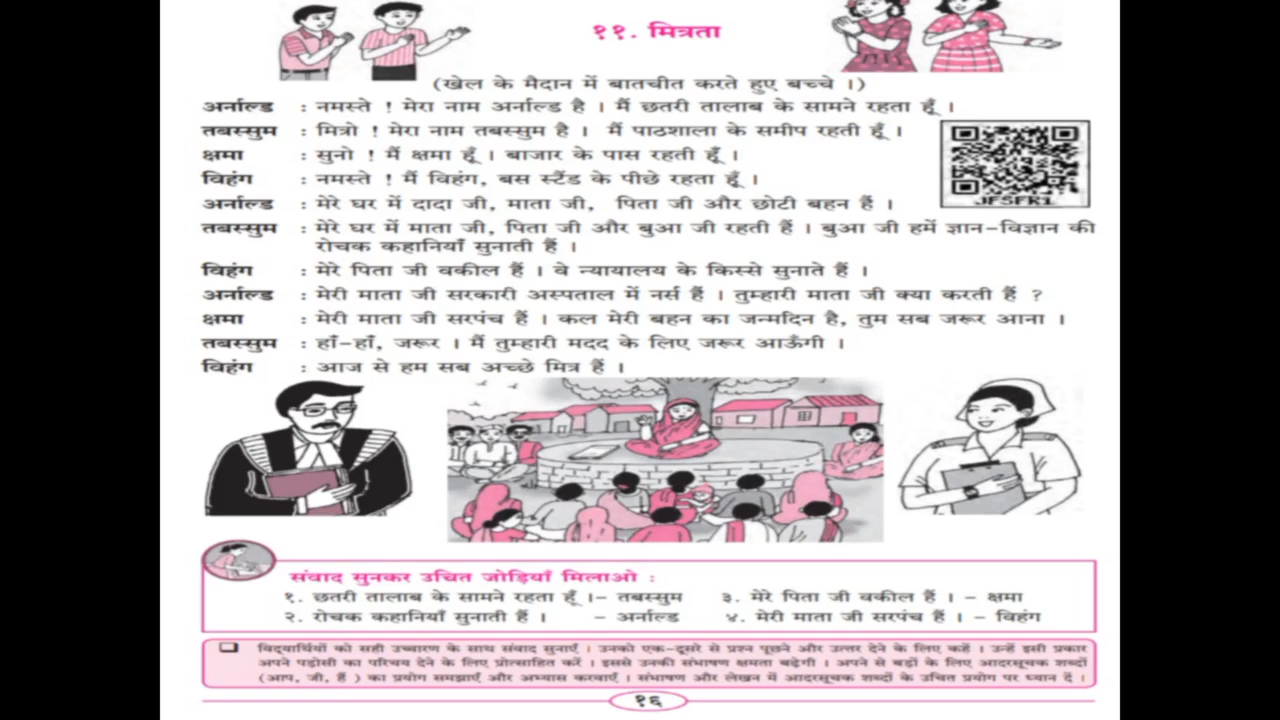 ११. मित्रता
(खेल के मैदान में बातचीत करते हुए बच्चे ।)
अर्नाल्ड : नमस्ते ! मेरा नाम अर्नाल्ड है । मैं छतरी तालाब के सामने रहता हूँ ।
तबस्सुम : मित्रो ! मेरा नाम तबस्सुम है । मैं पाठशाला के समीप रहती हूँ ।
क्षमा : सुनो ! मैं क्षमा हूँ । बाजार के पास रहती हूँ ।
विहंग : नमस्ते ! मैं विहंग, बस स्टैंड के पीछे रहता हूँ ।
JF5FR1
अर्नाल्ड : मेरे घर में दादा जी, माता जी, पिता जी और छोटी बहन हैं ।
तबस्सुम : मेरे घर में माता जी, पिता जी और बुआ जी रहती हैं । बुआ जी हमें ज्ञान-विज्ञान की
रोचक कहानियाँ सुनाती हैं ।
विहंग : मेरे पिता जी वकील हैं । वे न्यायालय के किस्से सुनाते हैं ।
अर्नाल्ड : मेरी माता जी सरकारी अस्पताल में नर्स हैं । तुम्हारी माता जी क्या करती हैं ?
क्षमा : मेरी माता जी सरपंच हैं । कल मेरी बहन का जन्मदिन है, तुम सब जरूर आना ।
तबस्सुम : हाँ-हाँ, जरूर । मैं तुम्हारी मदद के लिए जरूर आऊँगी ।
विहंग : आज से हम सब अच्छे मित्र हैं ।
संवाद सुनकर उचित जोड़ियाँ मिलाओ :
१. छतरी तालाब के सामने रहता हूँ ।- तबस्सुम ३. मेरे पिता जी वकील हैं । - क्षमा
२. रोचक कहानियाँ सुनाती हैं । - अर्नाल्ड ४. मेरी माता जी सरपंच हैं । - विहंग
❑ विद्यार्थियों को सही उच्चारण के साथ संवाद सुनाएँ । उनको एक-दूसरे से प्रश्न पूछने और उत्तर देने के लिए कहें । उन्हें इसी प्रकार
अपने पड़ोसी का परिचय देने के लिए प्रोत्साहित करें । इससे उनकी संभाषण क्षमता बढ़ेगी । अपने से बड़ों के लिए आदरसूचक शब्दों
(आप, जी, हैं ) का प्रयोग समझाएँ और अभ्यास करवाएँ । संभाषण और लेखन में आदरसूचक शब्दों के उचित प्रयोग पर ध्यान दें ।
१६